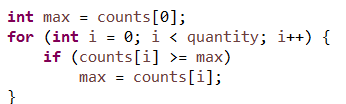 int max = counts[0];
for (int i = 0; i < quantity; i++) {
    if (counts[i] >= max)
        max = counts[i];
}